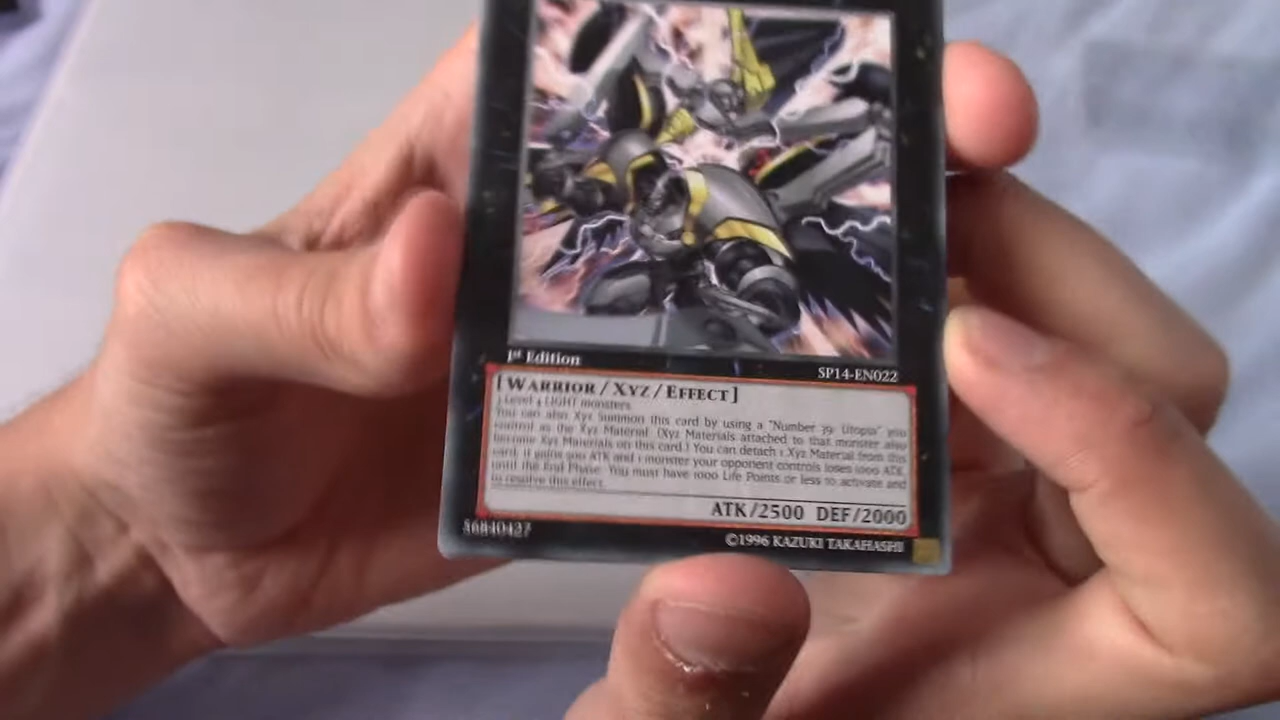 1st Edition
SP14-EN022
[WARRIOR/XYZ/EFFECT]
3 Level 4 LIGHT monsters
You can also Xyz Summon this card by using a "Number 39: Utopia" you
control as the Xyz Material. (Xyz Materials attached to that monster also
become Xyz Materials on this card.) You can detach 1 Xyz Material from this
card; it gains 500 ATK and 1 monster your opponent controls loses 1000 ATK
until the End Phase. You must have 1000 Life Points or less to activate and
to resolve this effect.
ATK/2500 DEF/2000
56840427
©1996 KAZUKI TAKAHASHI